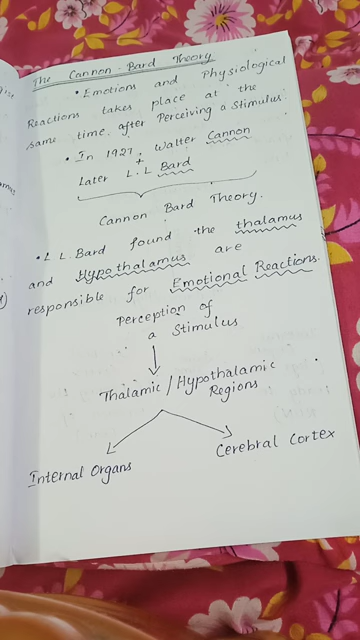 The Cannon-Bard Theory
• Emotions and Physiological
Reactions takes place at the
same time, after Perceiving a Stimulus.
• In 1927, Walter Cannon
+
Later L.L Bard
Cannon Bard Theory.
• L L. Bard found the thalamus
and Hypothalamus are
responsible for Emotional Reactions.
Perception of
a Stimulus
Thalamic / Hypothalamic
Regions
Internal Organs
Cerebral Cortex